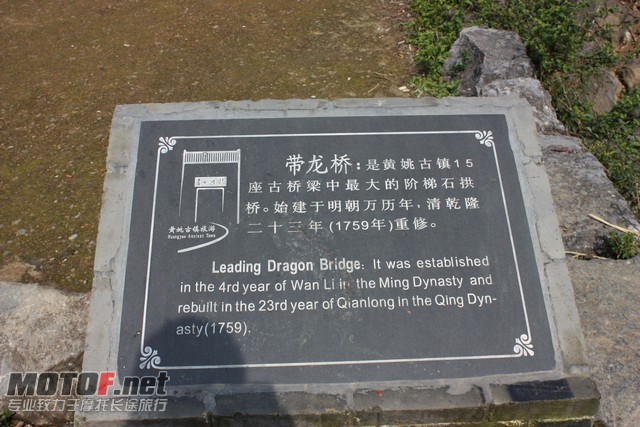 带龙桥：是黄姚古镇15
座古桥梁中最大的阶梯石拱
桥。始建于明朝万历年，清乾隆
二十三年(1759年)重修。
黄姚古镇旅游
Huangyao Ancient Town
Leading Dragon Bridge: It was established
in the 4rd year of Wan Li in the Ming Dynasty and
rebuilt in the 23rd year of Qianlong in the Qing Dyn-
asty(1759).
MOTOF.net
专业致力于摩托长途旅行